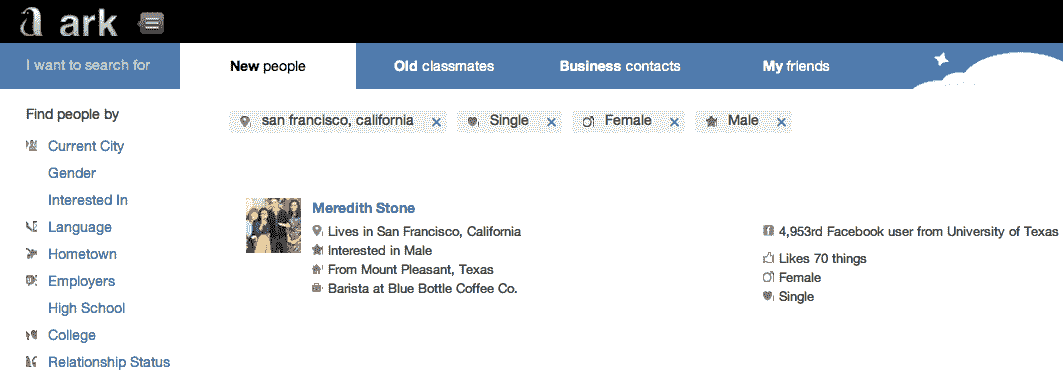 a ark
I want to search for
New people
Old classmates
Business contacts
My friends
Find people by
Current City
Gender
Interested In
Language
Hometown
Employers
High School
College
Relationship Status
san francisco, california ×
Single ×
Female ×
Male ×
Meredith Stone
Lives in San Francisco, California
Interested in Male
From Mount Pleasant, Texas
Barista at Blue Bottle Coffee Co.
4,953rd Facebook user from University of Texas
Likes 70 things
Female
Single